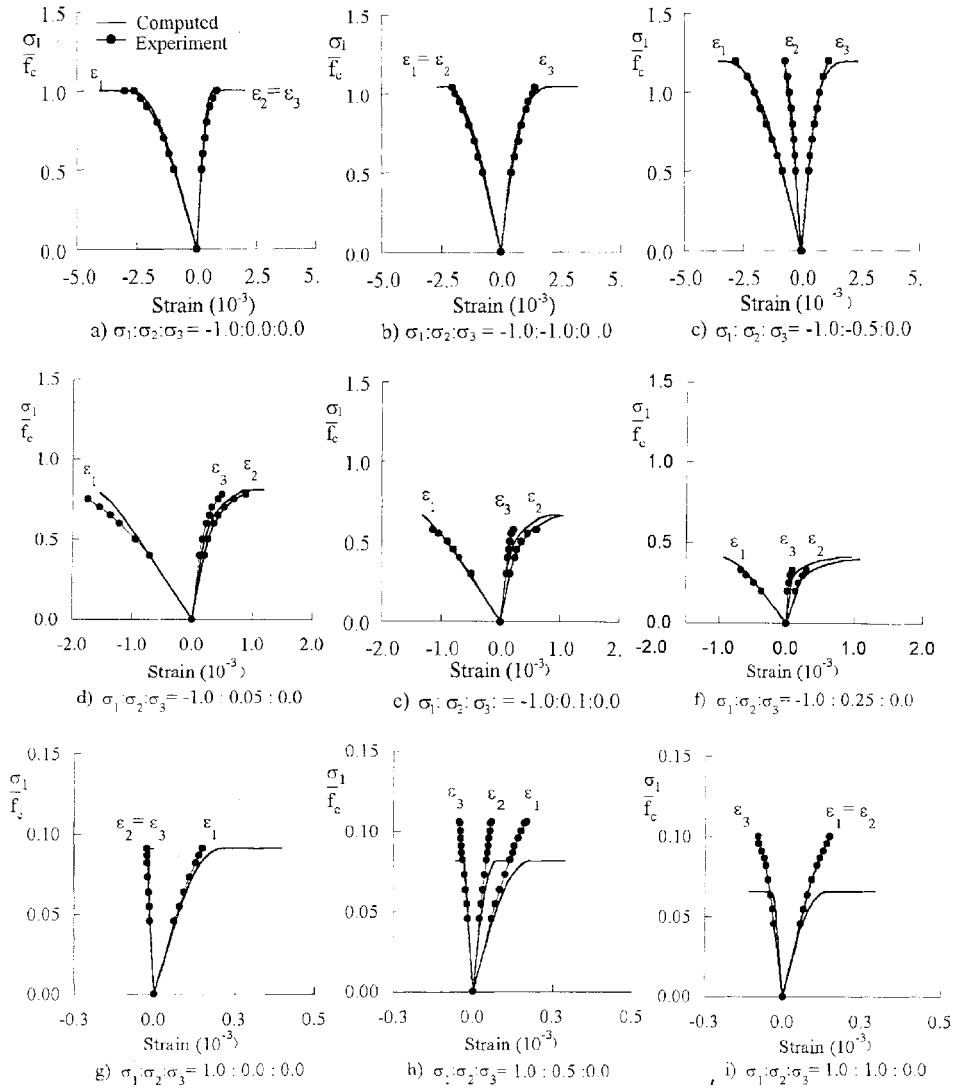 Computed
Experiment
σ1
fc
1.5
1.0
0.5
0.0
ε1
ε2= ε3
-5.0 -2.5 0.0 2.5 5.
Strain (10-3)
a) σ1:σ2:σ3= -1.0:0.0:0.0
σ1
fc
1.5
1.0
0.5
0.0
ε1= ε2
ε3
-5.0 -2.5 0.0 2.5 5.
Strain (10-3)
b) σ1:σ2:σ3= -1.0:-1.0:0.0
σ1
fc
1.5
1.0
0.5
0.0
ε1
ε2
ε3
-5.0 -2.5 0.0 2.5 5.
Strain (10-3)
c) σ1:σ2:σ3= -1.0:-0.5:0.0
σ1
fc
1.5
1.0
0.5
0.0
ε1
ε3
ε2
-2.0 -1.0 0.0 1.0 2.0
Strain (10-3)
d) σ1:σ2:σ3= -1.0 : 0.05 : 0.0
σ1
fc
1.5
1.0
0.5
0.0
ε1
ε3
ε2
-2.0 -1.0 0.0 1.0 2.
Strain (10-3)
e) σ1: σ2: σ3: = -1.0:0.1:0.0
σ1
fc
1.5
1.0
0.5
0.0
ε1
ε3
ε2
-2.0 -1.0 0.0 1.0 2.0
Strain (10-3)
f) σ1:σ2:σ3= -1.0 : 0.25 : 0.0
σ1
fc
0.15
0.10
0.05
0.00
ε2= ε3
ε1
-0.3 0.0 0.3 0.5
Strain (10-3)
g) σ1:σ2:σ3= 1.0 : 0.0 : 0.0
σ1
fc
0.15
0.10
0.05
0.00
ε3
ε2
ε1
-0.3 0.0 0.3 0.5
Strain (10-3)
h) σ1:σ2:σ3= 1.0 : 0.5 : 0.0
σ1
fc
0.15
0.10
0.05
0.00
ε3
ε1= ε2
-0.3 0.0 0.3 0.5
Strain (10-3)
i) σ1:σ2:σ3= 1.0 : 1.0 : 0.0